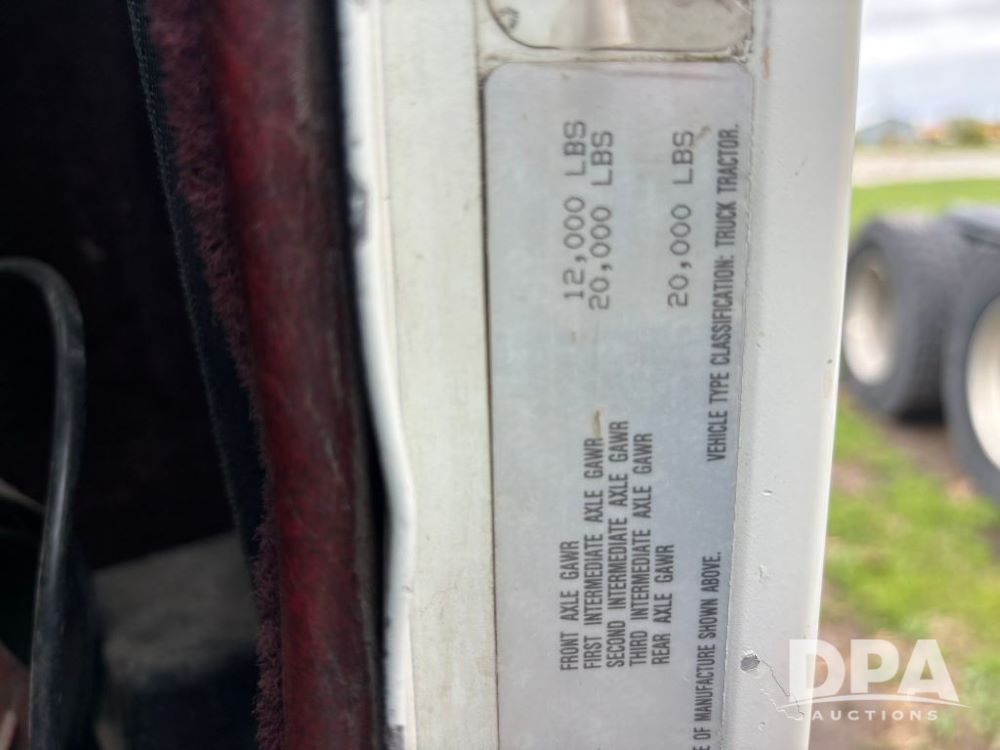 FRONT AXLE GAWR 12,000 LBS
FIRST INTERMEDIATE AXLE GAWR 20,000 LBS
SECOND INTERMEDIATE AXLE GAWR
THIRD INTERMEDIATE AXLE GAWR
REAR AXLE GAWR 20,000 LBS
OF MANUFACTURE SHOWN ABOVE. VEHICLE TYPE CLASSIFICATION: TRUCK TRACTOR.
DPA
AUCTIONS